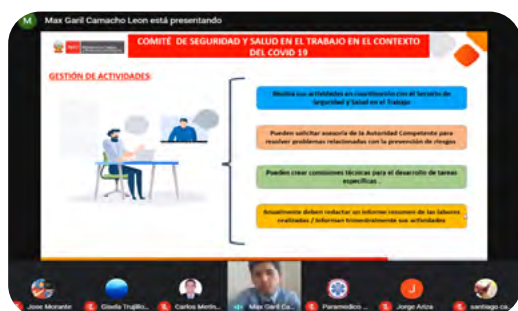 M Max Garil Camacho Leon está presentando
COMITÉ DE SEGURIDAD Y SALUD EN EL TRABAJO EN EL CONTEXTO
DEL COVID 19
PERÚ
GESTIÓN DE ACTIVIDADES:
Realiza sus actividades en coordinación con el Servicio de
Seguridad y Salud en el Trabajo
Pueden solicitar asesoría de la Autoridad Competente para
resolver problemas relacionados con la prevención de riesgos
Pueden crear comisiones técnicas para el desarrollo de tareas
específicas .
Anualmente deben redactar un informe resumen de las labores
realizadas / Informan trimestralmente sus actividades
Jose Morante
Gisela Trujillo...
Carlos Merin...
Max Garil Ca...
Paramedico ...
J
Jorge Ariza
santiago ca...